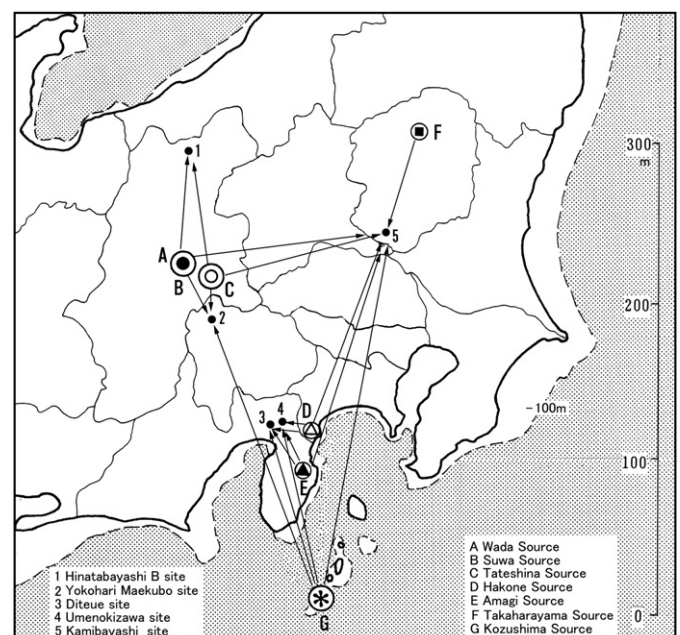 F
300
m
1
A
5
B
C
200
2
4
D
3
-100m
E
100
A Wada Source
B Suwa Source
C Tateshina Source
D Hakone Source
E Amagi Source
F Takaharayama Source
G Kozushima Source
0
1 Hinatabayashi B site
2 Yokohari Maekubo site
3 Diteue site
4 Umenokizawa site
5 Kamibayashi site
G